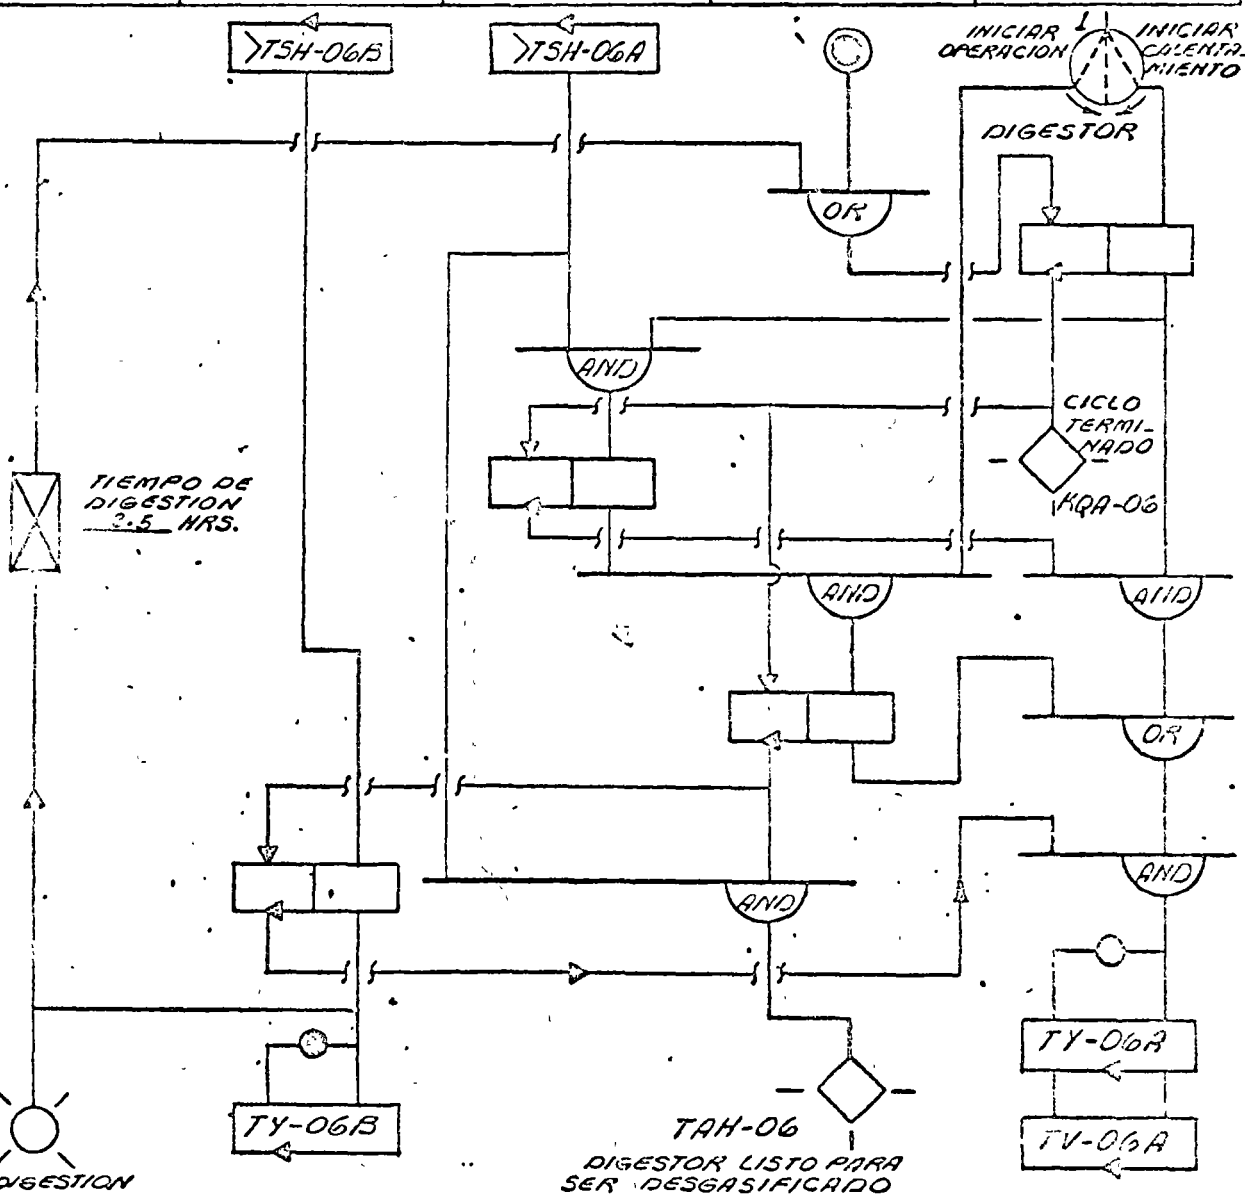 >TSH-06B
>TSH-06A
INICIAR
OPERACION
1
INICIAR
CALENTA-
MIENTO
DIGESTOR
OR
AND
CICLO
TERMI-
NADO
KQA-06
TIEMPO DE
DIGESTION
HRS.
AND
AND
OR
AND
AND
TY-06A
TV-06A
TY-06B
TAH-06
DIGESTOR LISTO PARA
SER DESGASIFICADO
DIGESTION